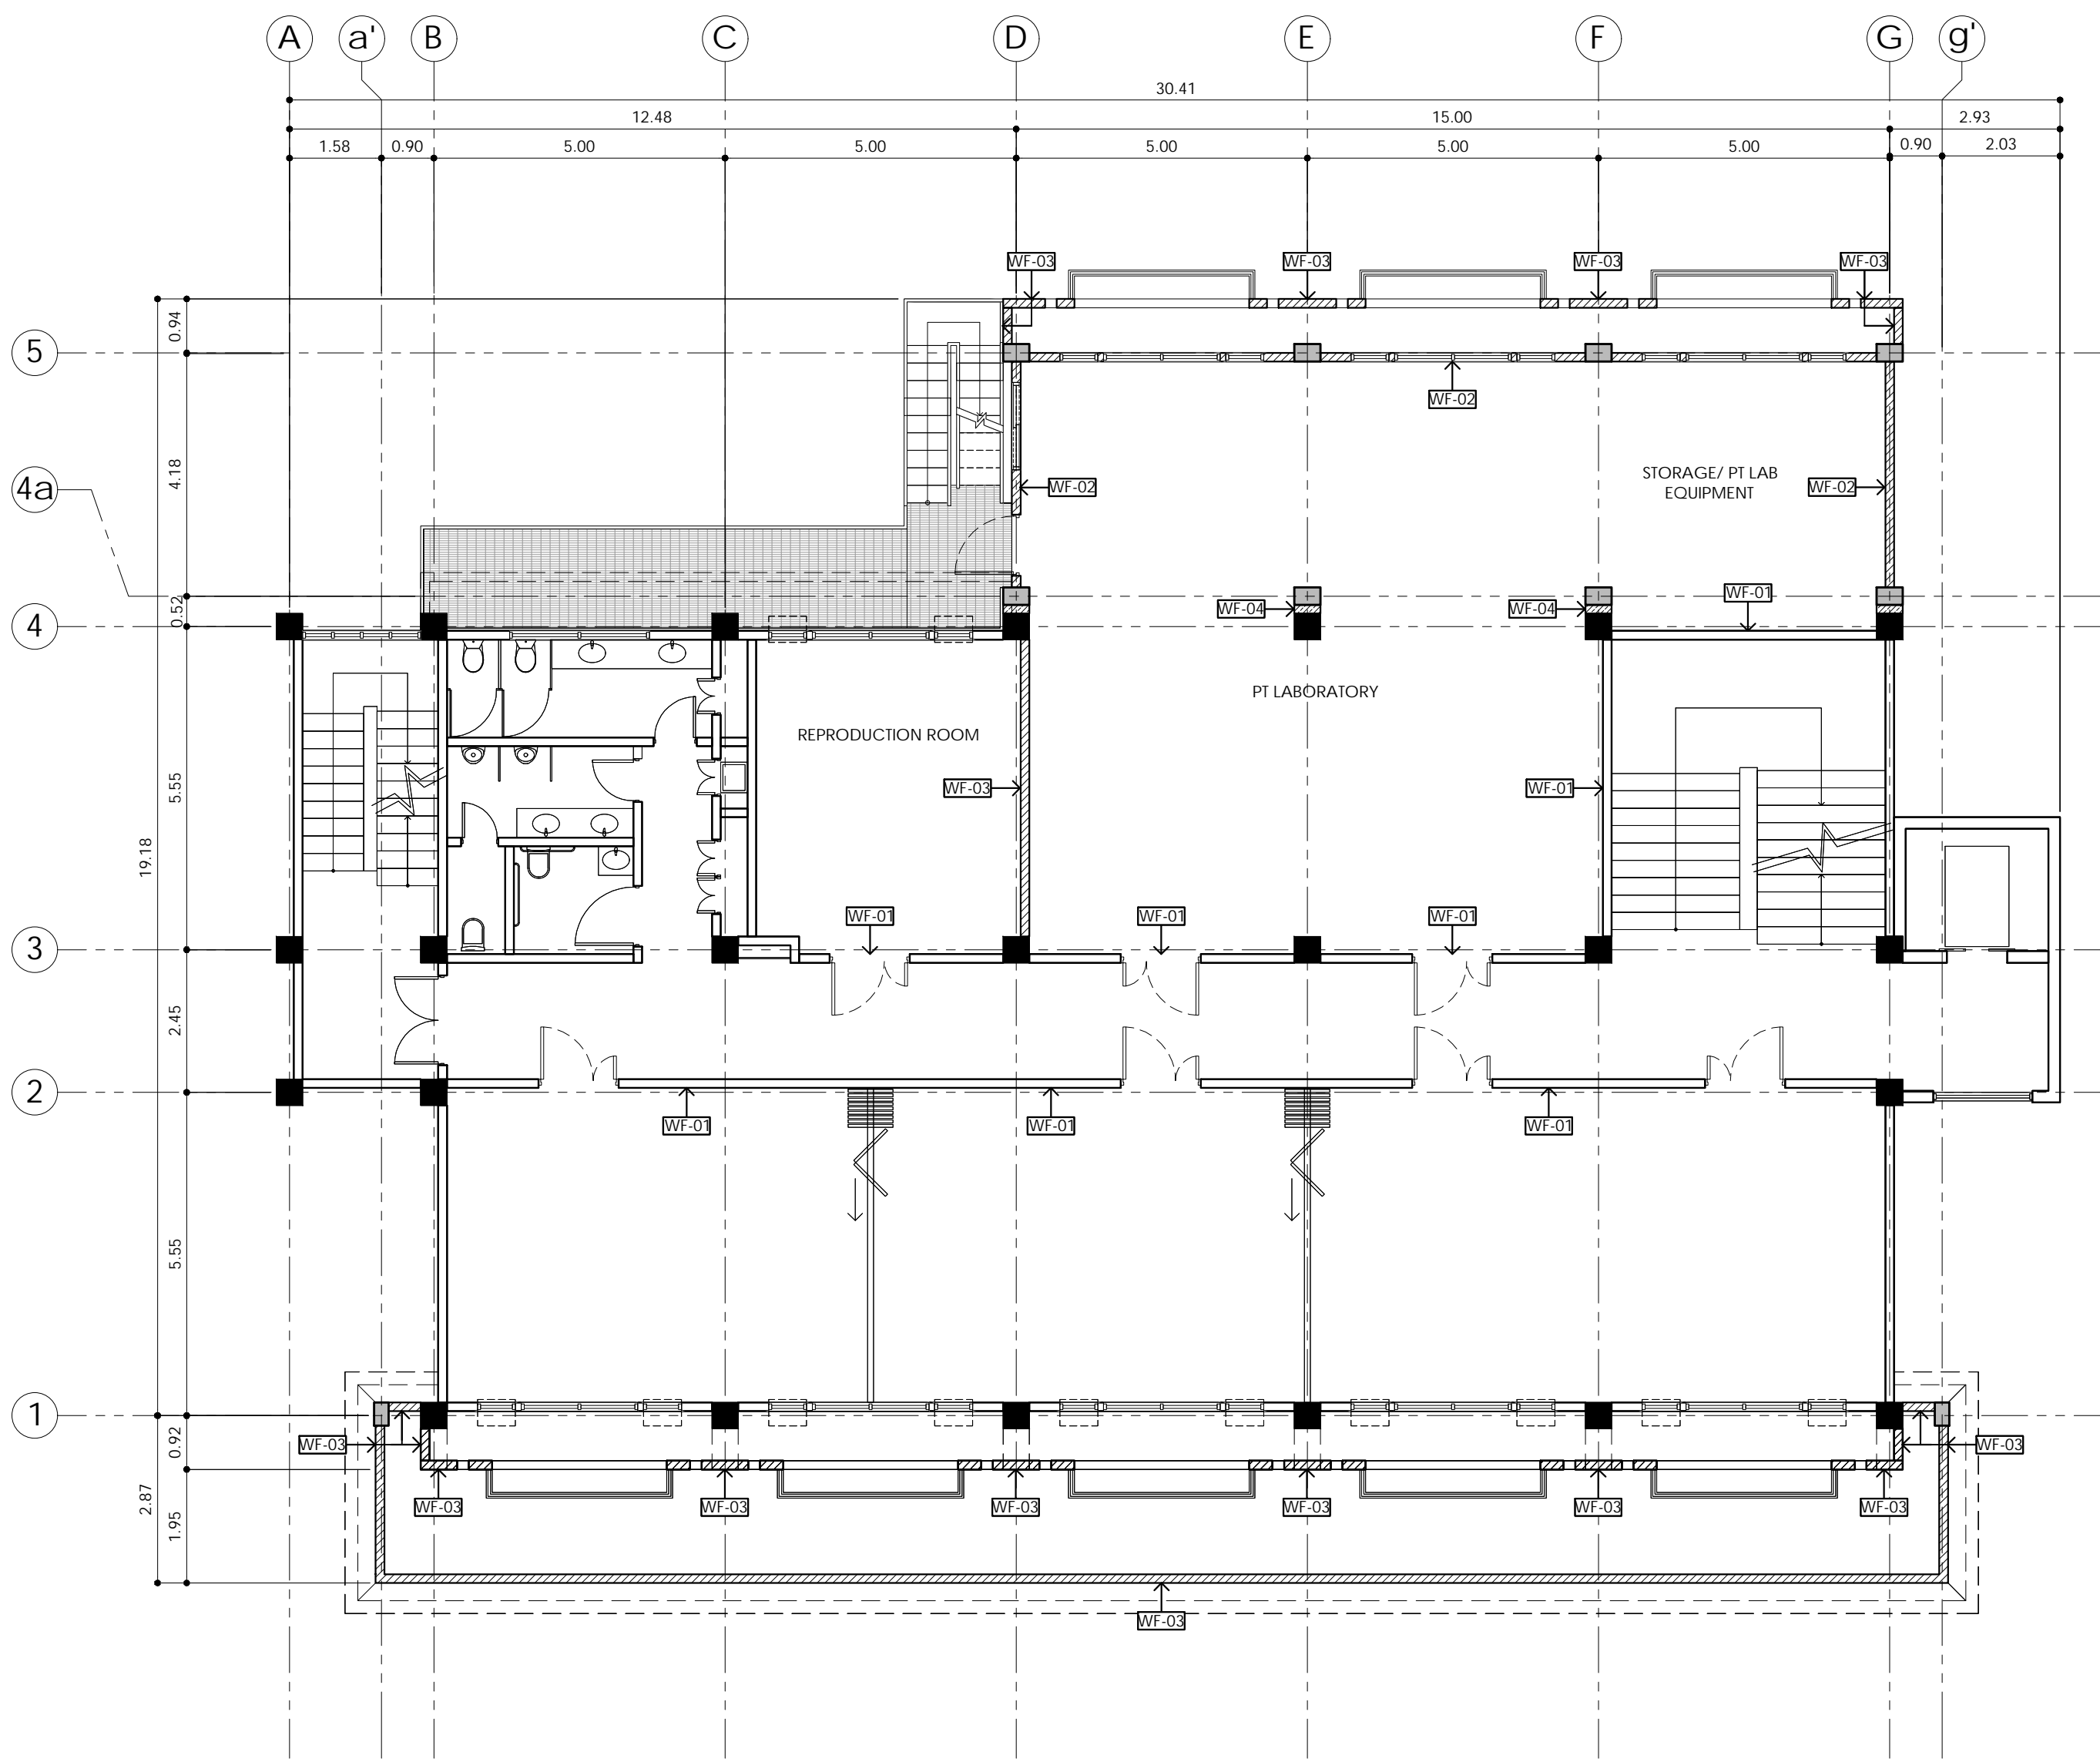 A a' B C D E F G g'
30.41
12.48 15.00 2.93
1.58 0.90 5.00 5.00 5.00 5.00 5.00 0.90 2.03
WF-03 WF-03 WF-03 WF-03
0.94
5
WF-02
4.18
4a
WF-02
STORAGE/ PT LAB
EQUIPMENT
WF-02
0.52
WF-04 WF-04 WF-01
4
PT LABORATORY
REPRODUCTION ROOM
5.55
WF-03 WF-01
19.18
WF-01 WF-01 WF-01
3
2.45
2
WF-01 WF-01 WF-01
5.55
1
0.92
WF-03 WF-03
2.87
1.95
WF-03 WF-03 WF-03 WF-03 WF-03 WF-03
WF-03